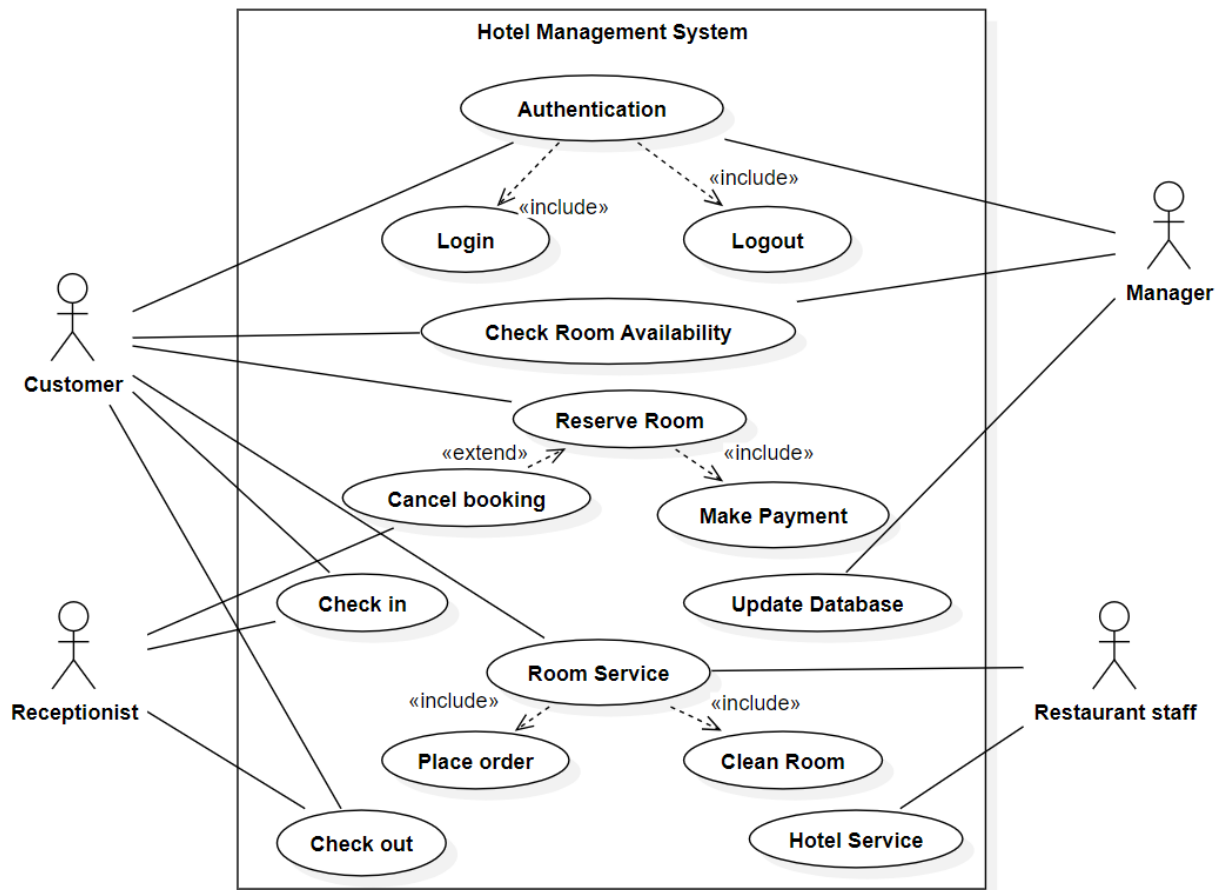 Hotel Management System
Authentication
«include»
«include»
Login
Logout
Manager
Check Room Availability
Customer
Reserve Room
«extend»
«include»
Cancel booking
Make Payment
Check in
Update Database
Room Service
«include»
«include»
Receptionist
Restaurant staff
Place order
Clean Room
Check out
Hotel Service